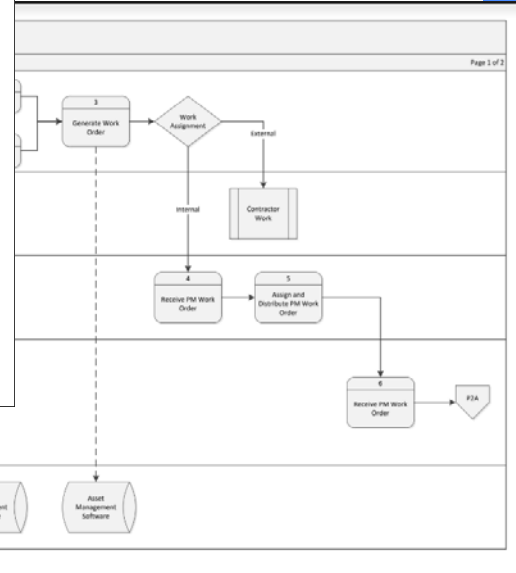 Page 1 of 2
3
Generate Work
Order
Work
Assignment
External
Internal
Contractor
Work
4
Receive PM Work
Order
5
Assign and
Distribute PM Work
Order
6
Receive PM Work
Order
P2A
Asset
Management
Software